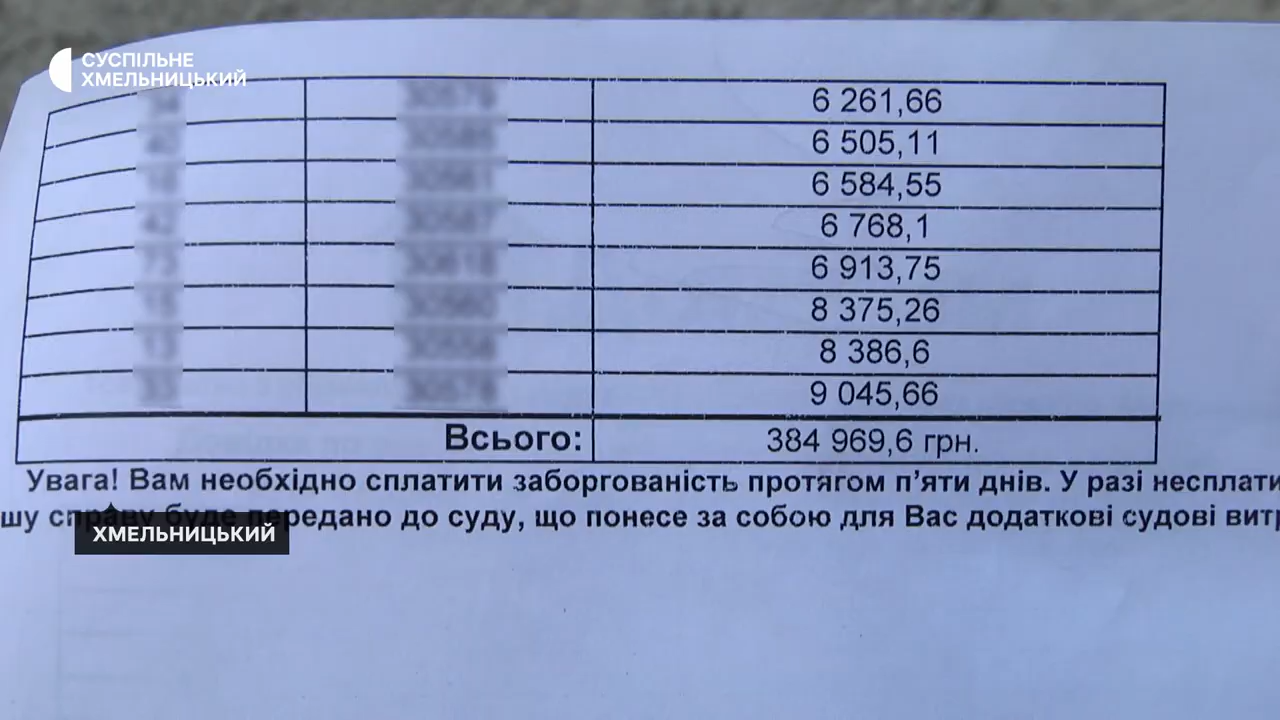 СУСПІЛЬНЕ
ХМЕЛЬНИЦЬКИЙ
6 261,66
6 505,11
6 584,55
6 768,1
6 913,75
8 375,26
8 386,6
9 045,66
Всього: 384 969,6 грн.
Увага! Вам необхідно сплатити заборгованість протягом п'яти днів. У разі несплати
шу справу буде передано до суду, що понесе за собою для Вас додаткові судові витр
ХМЕЛЬНИЦЬКИЙ